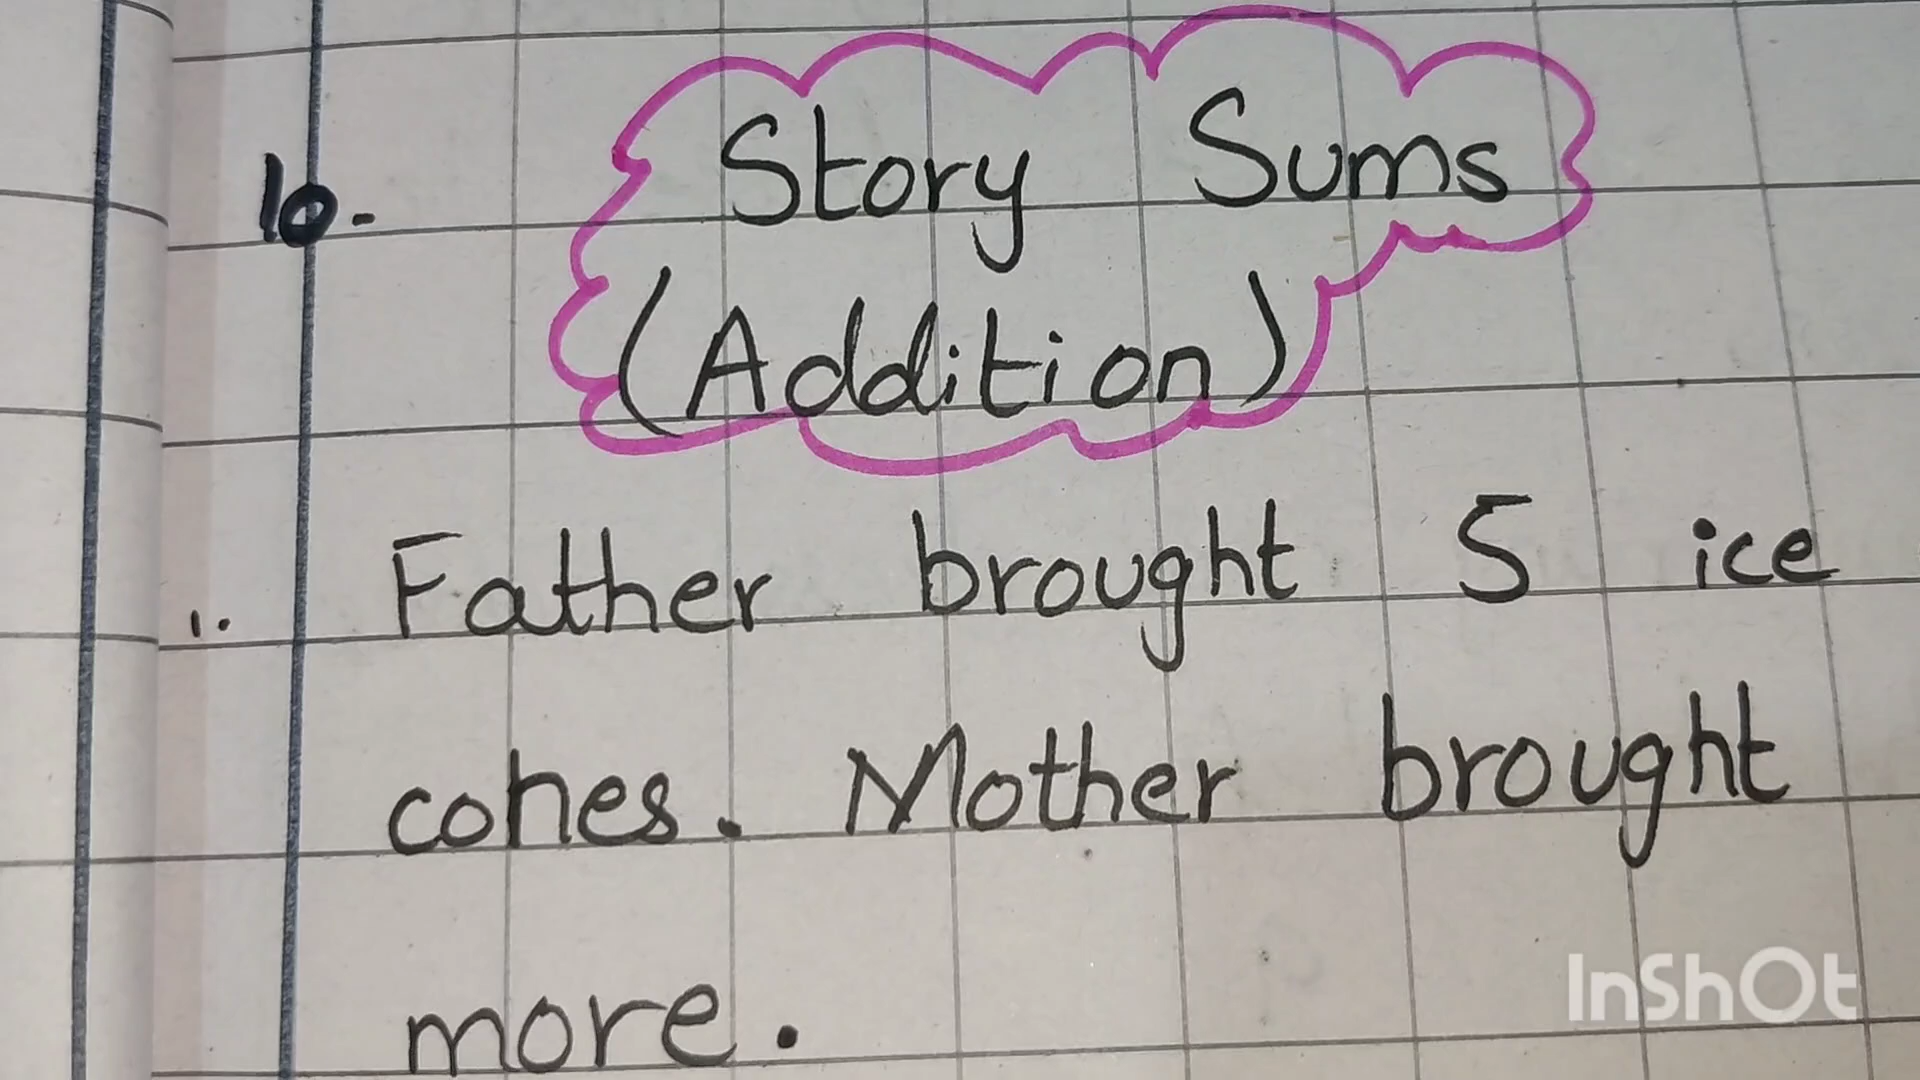 10.
Story Sums
(Addition)
1. Father brought 5 ice
cones. Mother brought
more.
InShOt